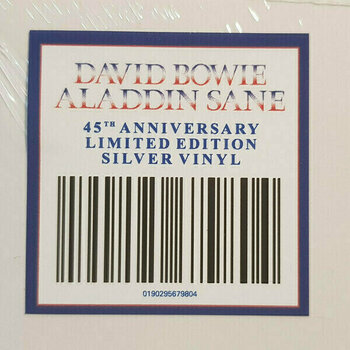 DAVID BOWIE
ALADDIN SANE
45TH ANNIVERSARY
LIMITED EDITION
SILVER VINYL
0190295679804